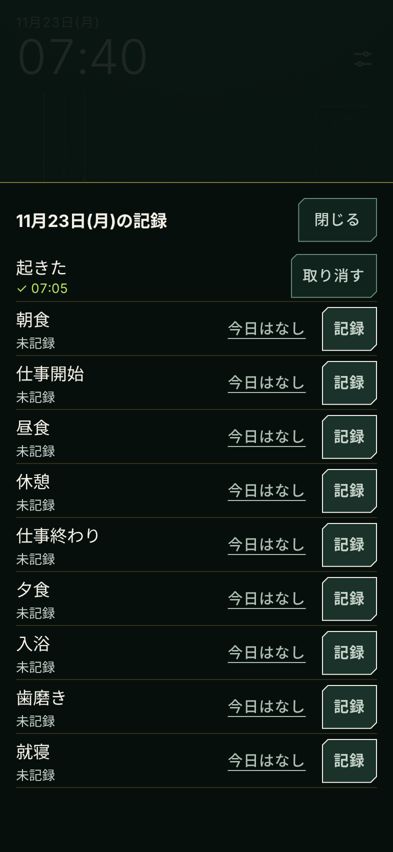 11月23日(月)
07:40
11月23日(月)の記録
閉じる
起きた
取り消す
✓ 07:05
朝食
今日はなし
記録
未記録
仕事開始
今日はなし
記録
未記録
昼食
今日はなし
記録
未記録
休憩
今日はなし
記録
未記録
仕事終わり
今日はなし
記録
未記録
夕食
今日はなし
記録
未記録
入浴
今日はなし
記録
未記録
歯磨き
今日はなし
記録
未記録
就寝
今日はなし
記録
未記録